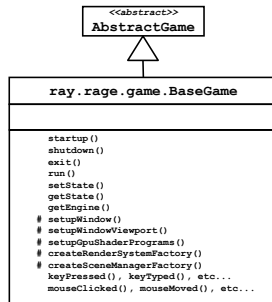 <<abstract>>
AbstractGame
ray.rage.game.BaseGame
startup()
shutdown()
exit()
run()
setState()
getState()
getEngine()
# setupWindow()
# setupWindowViewport()
# setupGpuShaderPrograms()
# createRenderSystemFactory()
# createSceneManagerFactory()
keyPressed(), keyTyped(), etc...
mouseClicked(), mouseMoved(), etc...